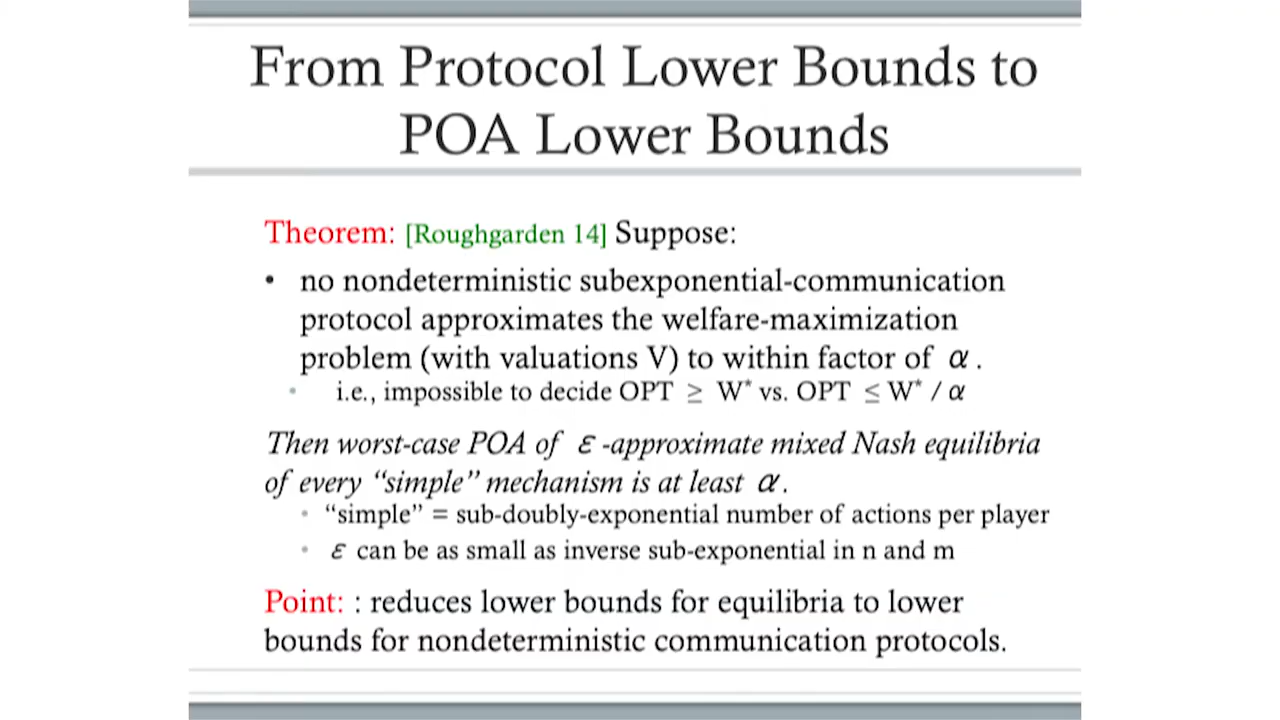 From Protocol Lower Bounds to
POA Lower Bounds
Theorem: [Roughgarden 14] Suppose:
• no nondeterministic subexponential-communication
protocol approximates the welfare-maximization
problem (with valuations V) to within factor of α.
• i.e., impossible to decide OPT ≥ W* vs. OPT ≤ W* / α
Then worst-case POA of ε-approximate mixed Nash equilibria
of every “simple” mechanism is at least α.
• “simple” = sub-doubly-exponential number of actions per player
• ε can be as small as inverse sub-exponential in n and m
Point: : reduces lower bounds for equilibria to lower
bounds for nondeterministic communication protocols.